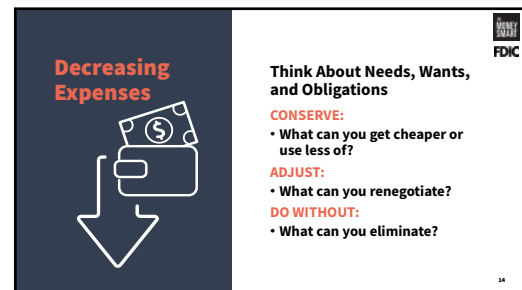 Decreasing
Expenses
MONEY
SMART
FDIC
Think About Needs, Wants,
and Obligations
CONSERVE:
• What can you get cheaper or
use less of?
ADJUST:
• What can you renegotiate?
DO WITHOUT:
• What can you eliminate?
$
14